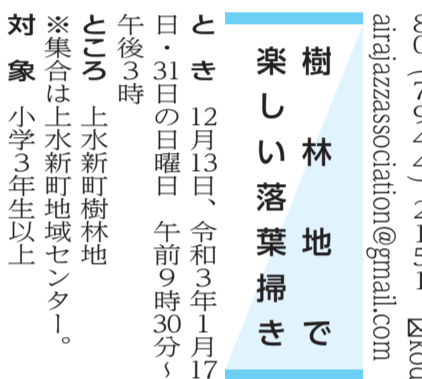 airajazzassociation@gmail.com
樹林地で
楽しい落葉掃き
とき　12月13日、令和3年1月17
日・31日の日曜日　午前9時30分～
午後3時
ところ　上水新町樹林地
※集合は上水新町地域センター。
対象　小学3年生以上